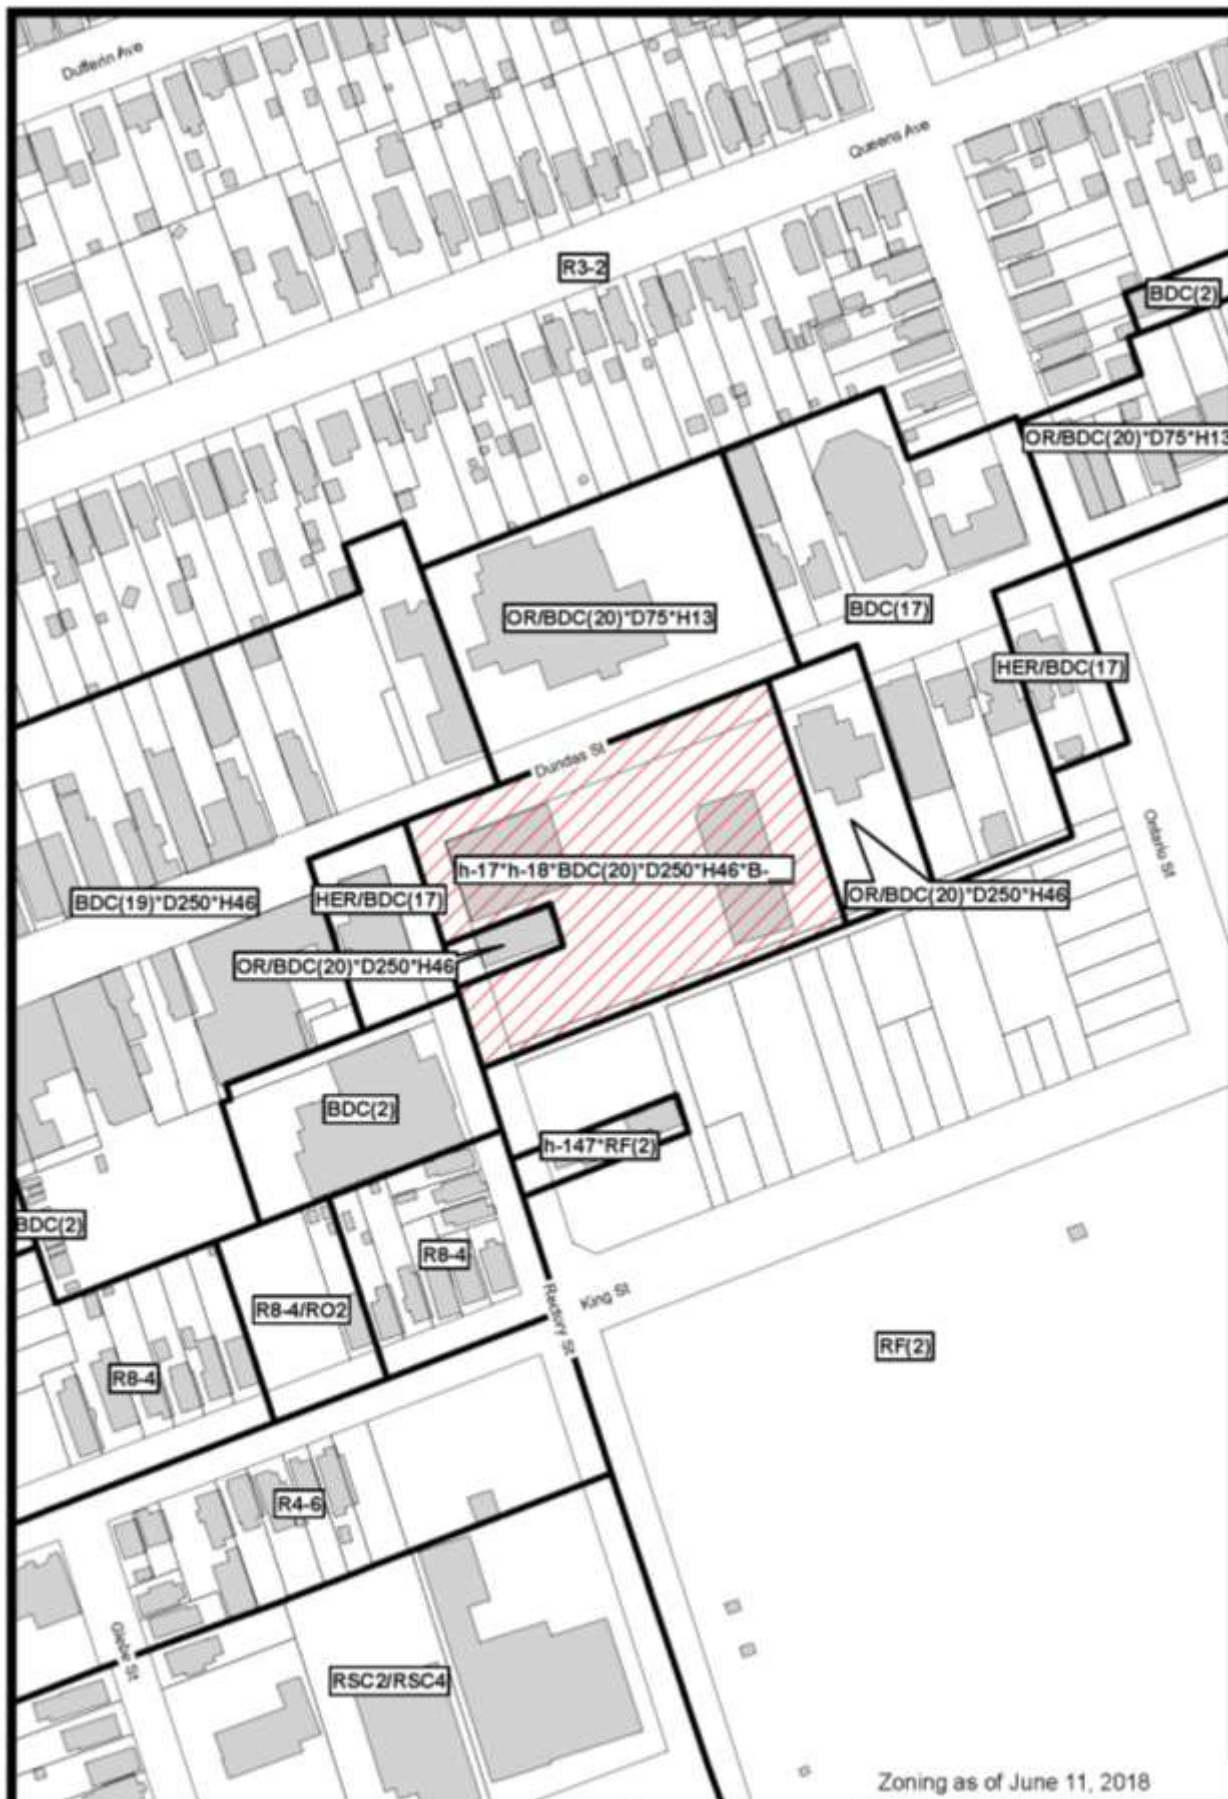 Dufferin Ave
Queens Ave
R3-2
BDC(2)
OR/BDC(20)*D75*H13
OR/BDC(20)*D75*H13
BDC(17)
HER/BDC(17)
Dundas St
Ontario St
h-17*h-18*BDC(20)*D250*H46*B-__
BDC(19)*D250*H46
HER/BDC(17)
OR/BDC(20)*D250*H46
OR/BDC(20)*D250*H46
BDC(2)
h-147*RF(2)
BDC(2)
R8-4
R8-4/RO2
Rectory St
King St
RF(2)
R8-4
R4-6
Glebe St
RSC2/RSC4
Zoning as of June 11, 2018